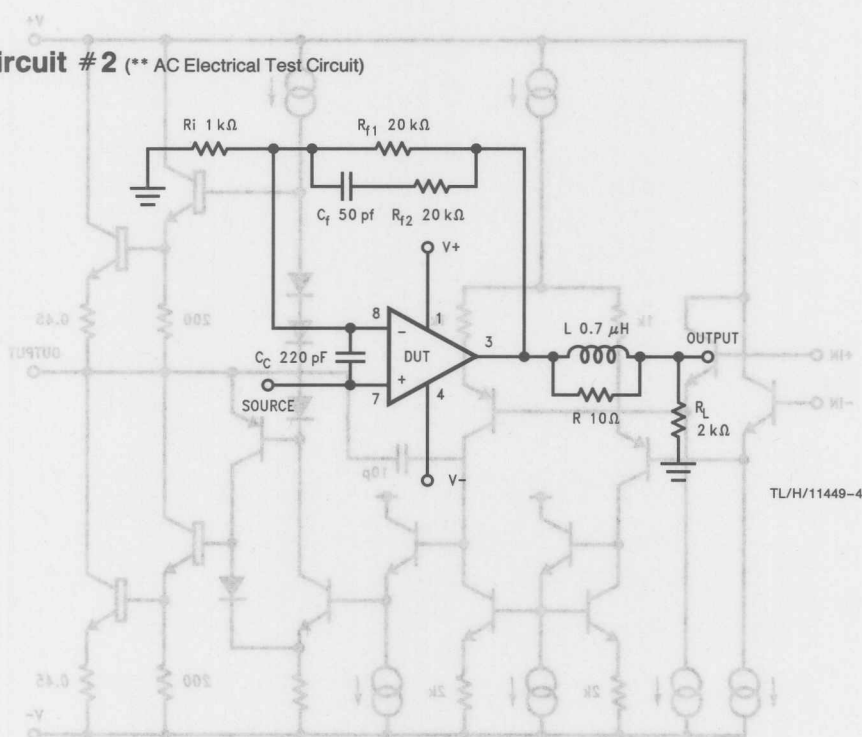 ircuit #2 (** AC Electrical Test Circuit)
Ri 1 kΩ
Rf1 20 kΩ
Cf 50 pf
Rf2 20 kΩ
V+
8
1
CC 220 pF
DUT
3
L 0.7 μH
OUTPUT
SOURCE
7
4
R 10Ω
RL
2 kΩ
V-
TL/H/11449-4
V+
0.45
200
1k
OUTPUT
+IN
-IN
10p
0.45
200
2k
2k
V-